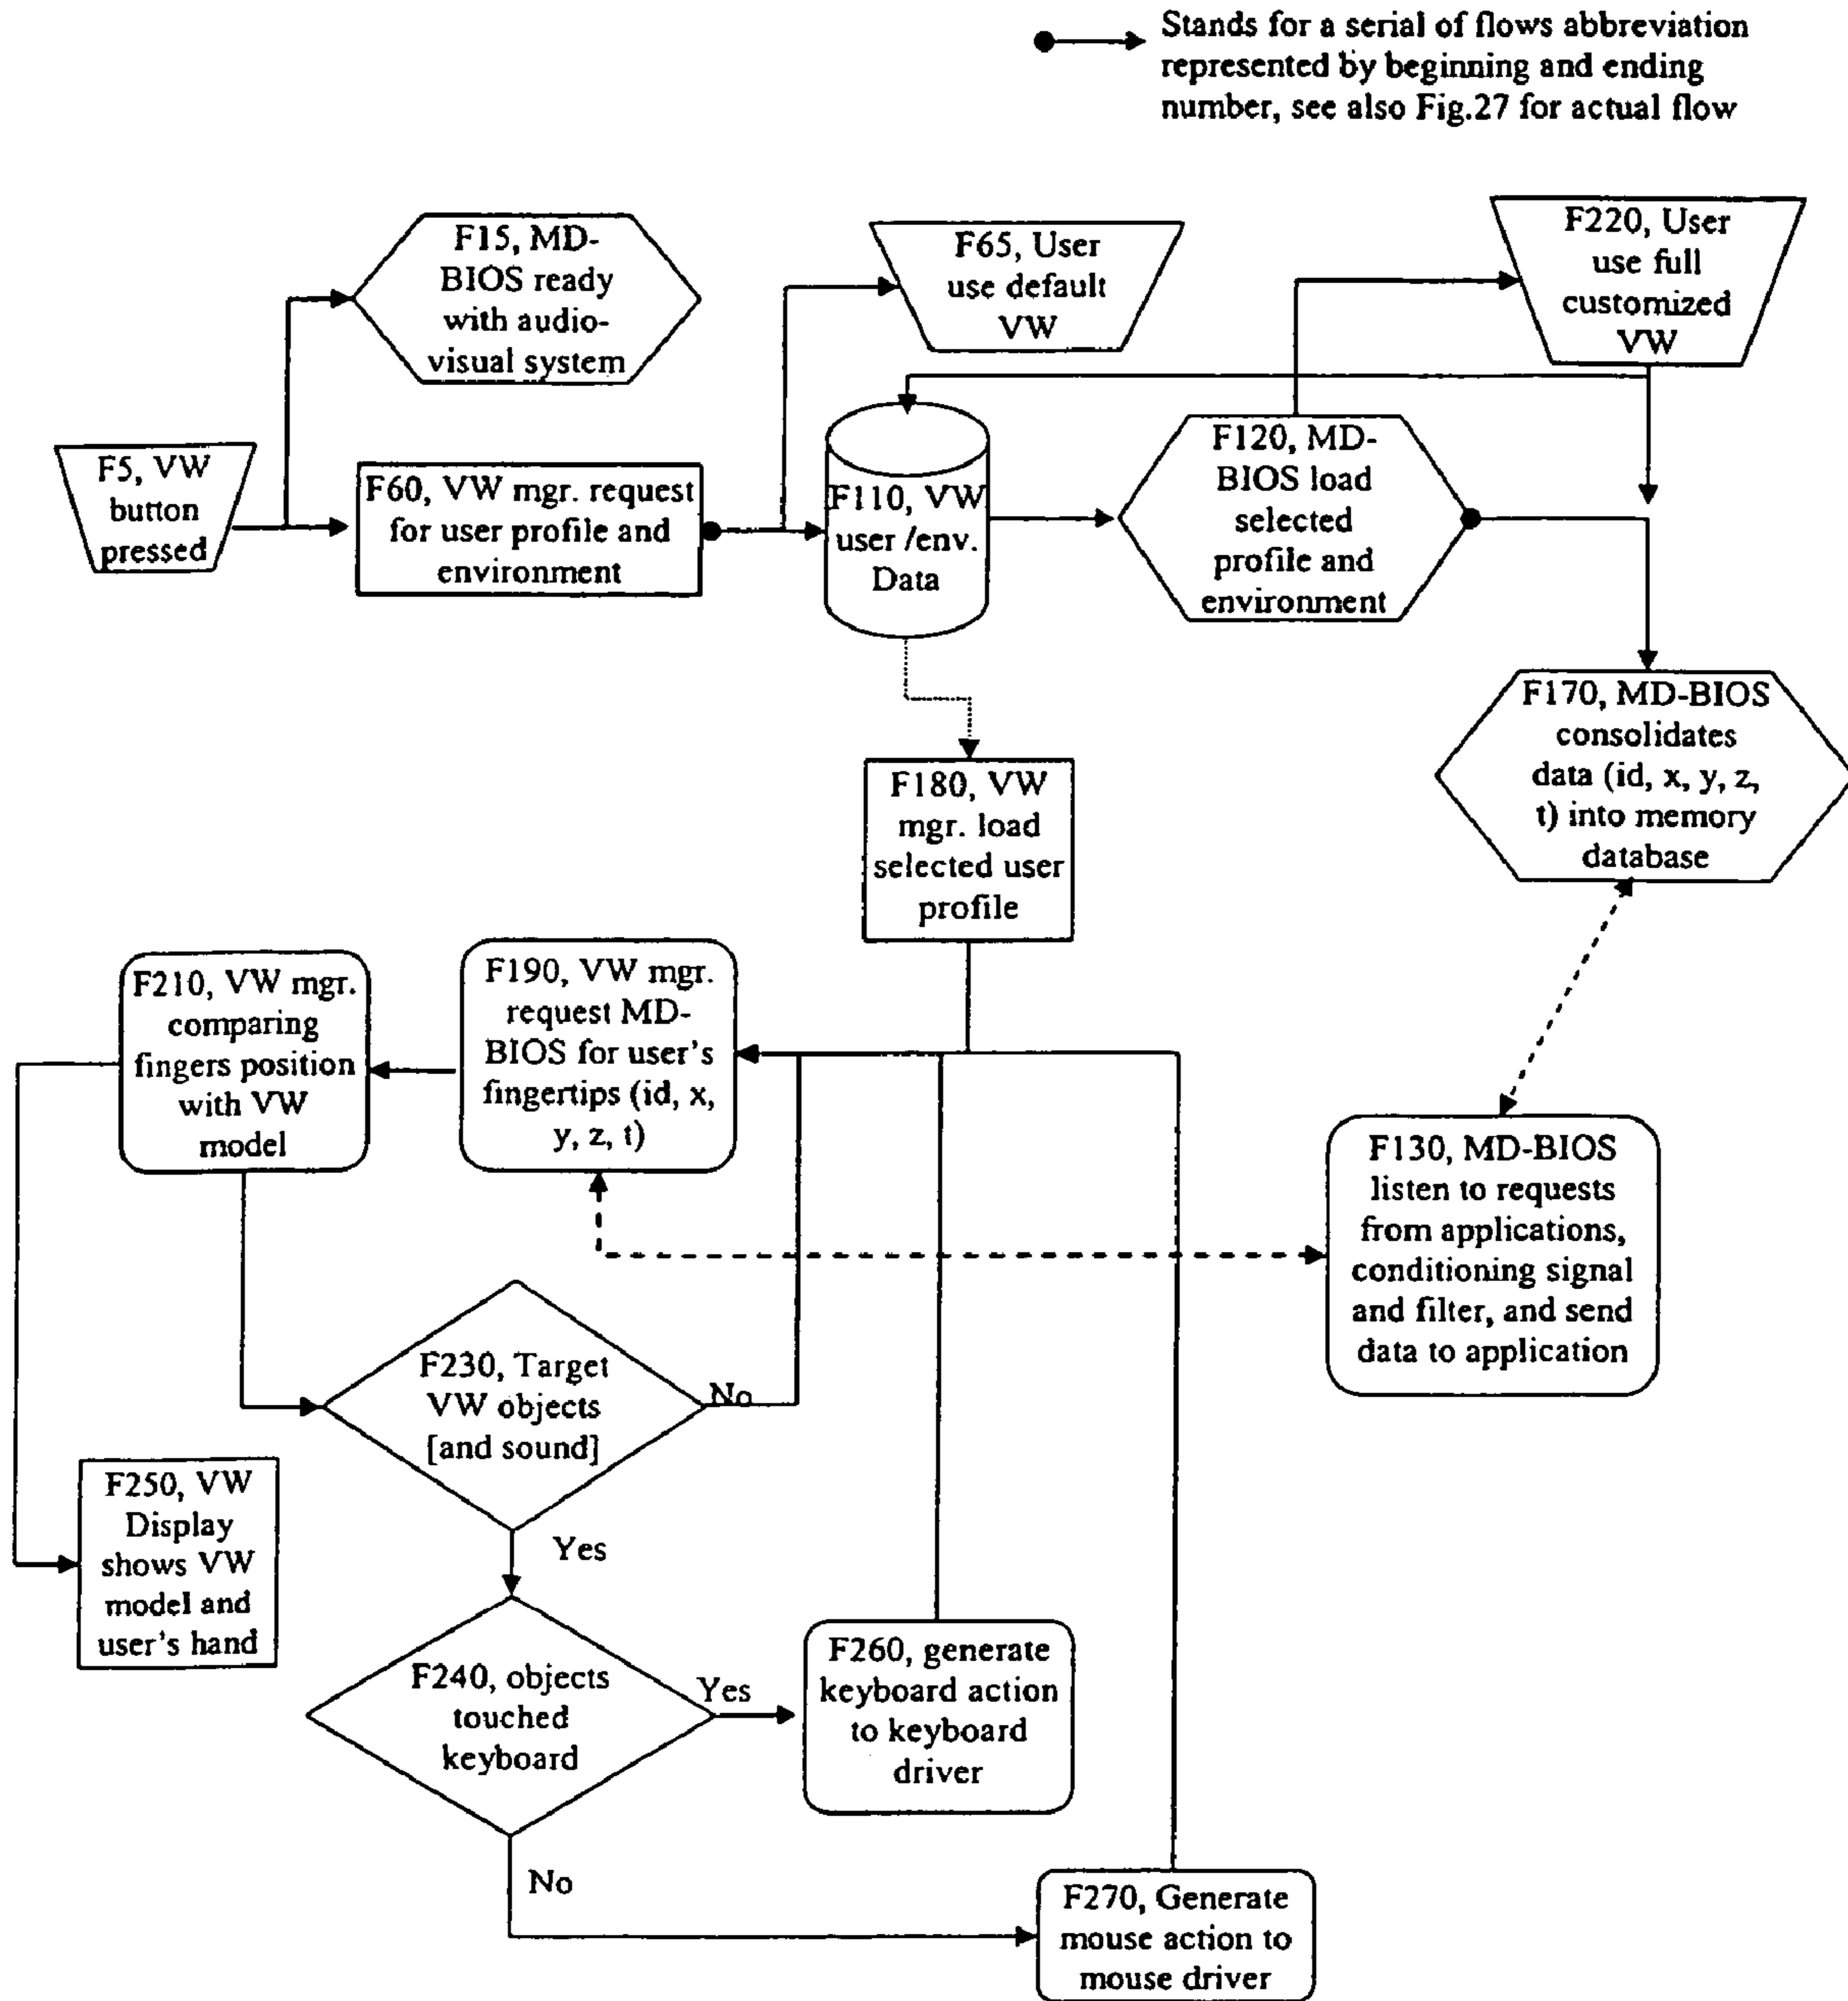 Stands for a serial of flows abbreviation
represented by beginning and ending
number, see also Fig.27 for actual flow
F15, MD-
BIOS ready
with audio-
visual system
F65, User
use default
VW
F220, User
use full
customized
VW
F5, VW
button
pressed
F60, VW mgr. request
for user profile and
environment
F110, VW
user /env.
Data
F120, MD-
BIOS load
selected
profile and
environment
F170, MD-BIOS
consolidates
data (id, x, y, z,
t) into memory
database
F180, VW
mgr. load
selected user
profile
F210, VW mgr.
comparing
fingers position
with VW
model
F190, VW mgr.
request MD-
BIOS for user's
fingertips (id, x,
y, z, t)
F130, MD-BIOS
listen to requests
from applications,
conditioning signal
and filter, and send
data to application
F230, Target
VW objects
[and sound]
No
Yes
F250, VW
Display
shows VW
model and
user's hand
F240, objects
touched
keyboard
Yes
F260, generate
keyboard action
to keyboard
driver
No
F270, Generate
mouse action to
mouse driver